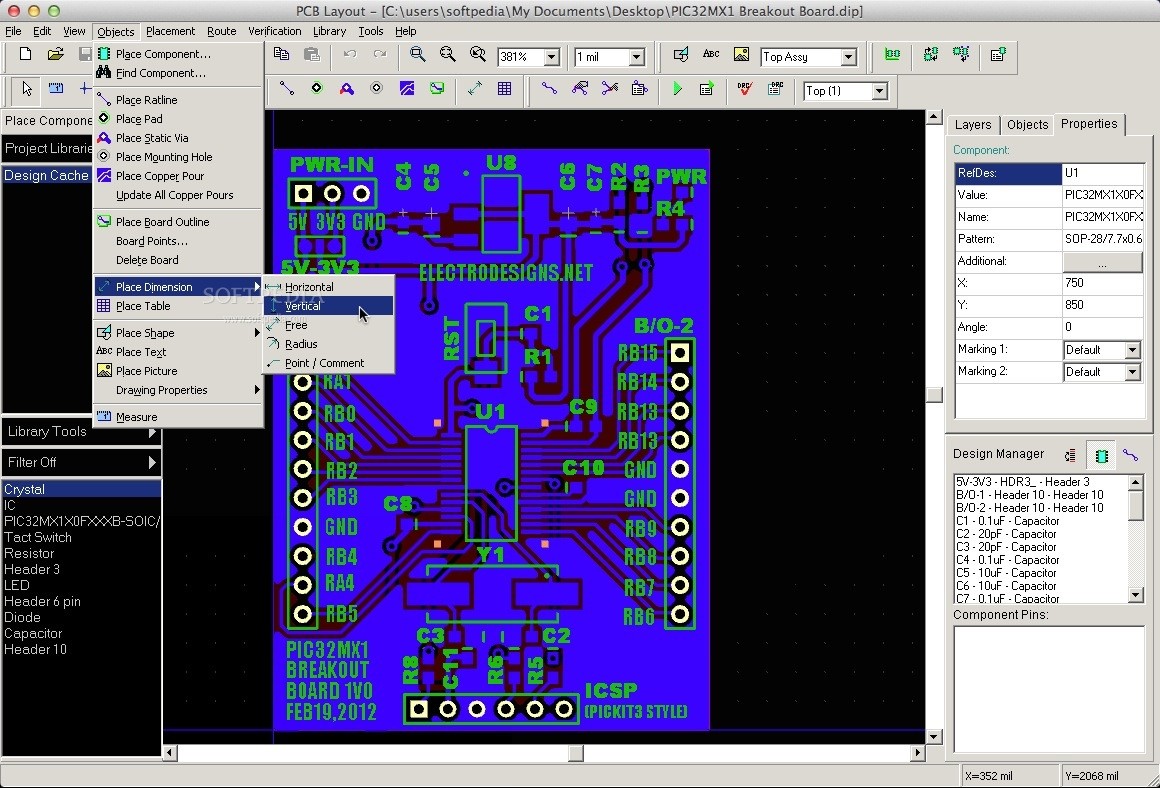 PCB Layout - [C:\users\softpedia\My Documents\Desktop\PIC32MX1 Breakout Board.dip]
File Edit View Objects Placement Route Verification Library Tools Help
381% 1 mil Abc Top Assy
DRC Top (1)
Place Component...
Find Component...
Place Ratline
Place Pad
Place Static Via
Place Mounting Hole
Place Copper Pour
Update All Copper Pours
Place Board Outline
Board Points...
Delete Board
Place Dimension
Place Table
Place Shape
Abc Place Text
Place Picture
Drawing Properties
Measure
Horizontal
Vertical
Free
Radius
Point / Comment
Place Compone
Project Librarie
Design Cache
Library Tools
Filter Off
Crystal
IC
PIC32MX1X0FXXXB-SOIC/
Tact Switch
Resistor
Header 3
LED
Header 6 pin
Diode
Capacitor
Header 10
SOFTPEDIA
PWR-IN C4 C5 U8 C6 C7 R2 R3 PWR
R4
5V 3V3 GND
5V-3V3
ELECTRODESIGNS.NET
RST C1 R1
B/O-2
RB15
RB14
RB13
RB13
GND
GND
RB9
RB8
RB7
RB6
RA1
RB0
RB1
RB2
RB3
GND
RB4
RA4
RB5
U1 C9
C10
C8
Y1
C3 C2
R8 C11 R6 R5
PIC32MX1
BREAKOUT
BOARD 1V0
FEB19,2012
ICSP
(PICKIT3 STYLE)
Layers Objects Properties
Component:
RefDes: U1
Value: PIC32MX1X0FX
Name: PIC32MX1X0FX
Pattern: SOP-28/7.7x0.6
Additional: ...
X: 750
Y: 850
Angle: 0
Marking 1: Default
Marking 2: Default
Design Manager
5V-3V3 - HDR3_ - Header 3
B/O-1 - Header 10 - Header 10
B/O-2 - Header 10 - Header 10
C1 - 0.1uF - Capacitor
C2 - 20pF - Capacitor
C3 - 20pF - Capacitor
C4 - 0.1uF - Capacitor
C5 - 10uF - Capacitor
C6 - 10uF - Capacitor
C7 - 0.1uF - Capacitor
Component Pins:
X=352 mil Y=2068 mil